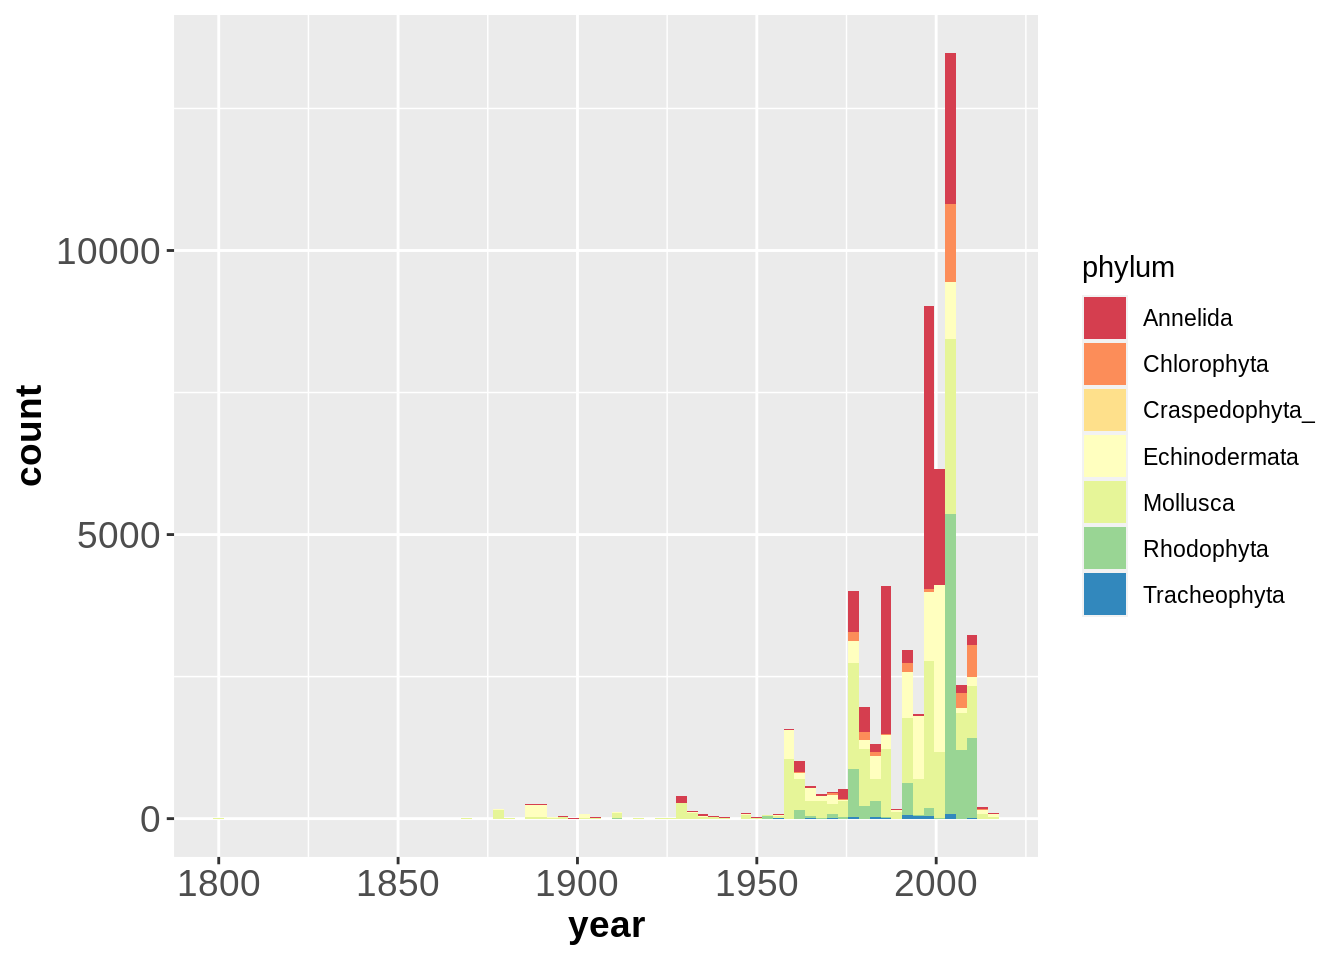 10000
5000
0
count
1800 1850 1900 1950 2000
year
phylum
Annelida
Chlorophyta
Craspedophyta_
Echinodermata
Mollusca
Rhodophyta
Tracheophyta